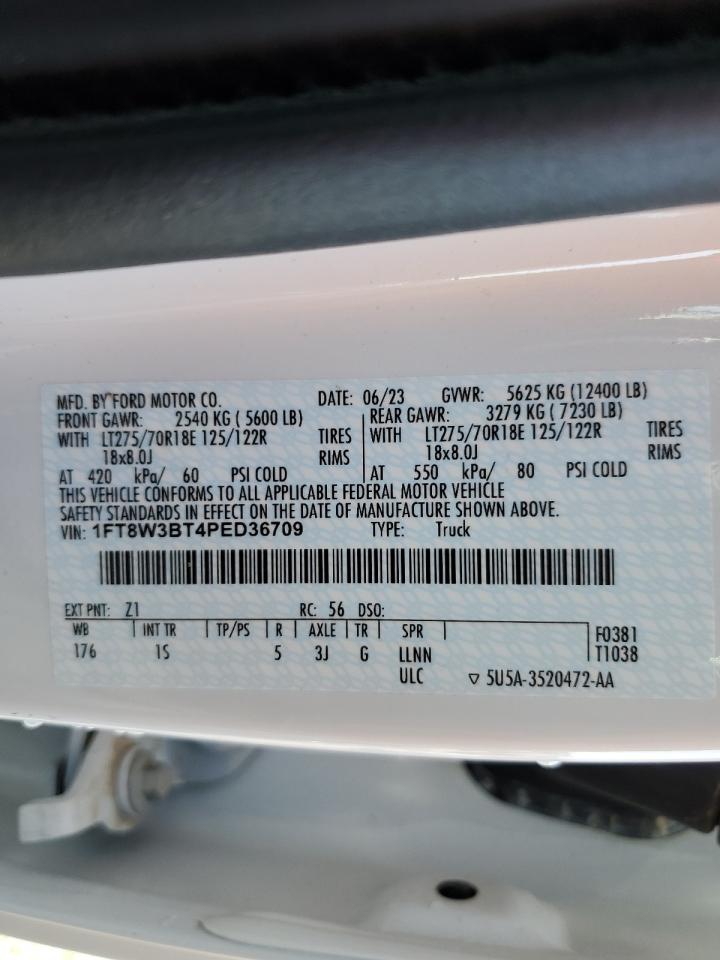 MFD. BY FORD MOTOR CO. DATE: 06/23 GVWR: 5625 KG (12400 LB)
FRONT GAWR: 2540 KG ( 5600 LB) REAR GAWR: 3279 KG ( 7230 LB)
WITH LT275/70R18E 125/122R TIRES WITH LT275/70R18E 125/122R TIRES
18x8.0J RIMS 18x8.0J RIMS
AT 420 kPa/ 60 PSI COLD AT 550 kPa/ 80 PSI COLD
THIS VEHICLE CONFORMS TO ALL APPLICABLE FEDERAL MOTOR VEHICLE
SAFETY STANDARDS IN EFFECT ON THE DATE OF MANUFACTURE SHOWN ABOVE.
VIN: 1FT8W3BT4PED36709 TYPE: Truck
EXT PNT: Z1 RC: 56 DSO:
WB | INT TR | TP/PS | R | AXLE | TR | SPR | F0381
176 1S 5 3J G LLNN T1038
ULC ▽ 5U5A-3520472-AA